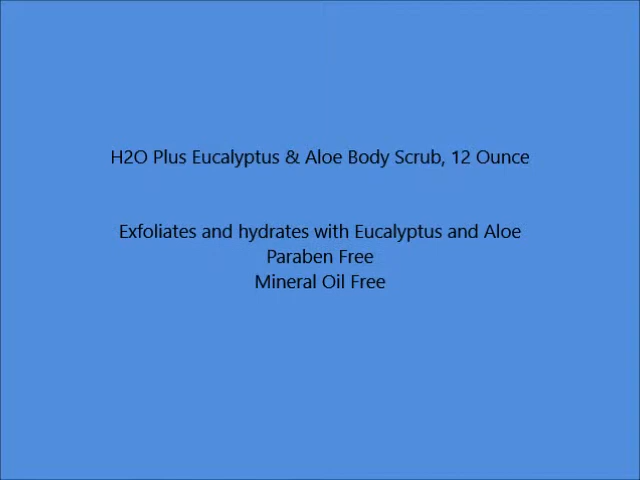 H2O Plus Eucalyptus & Aloe Body Scrub, 12 Ounce
Exfoliates and hydrates with Eucalyptus and Aloe
Paraben Free
Mineral Oil Free